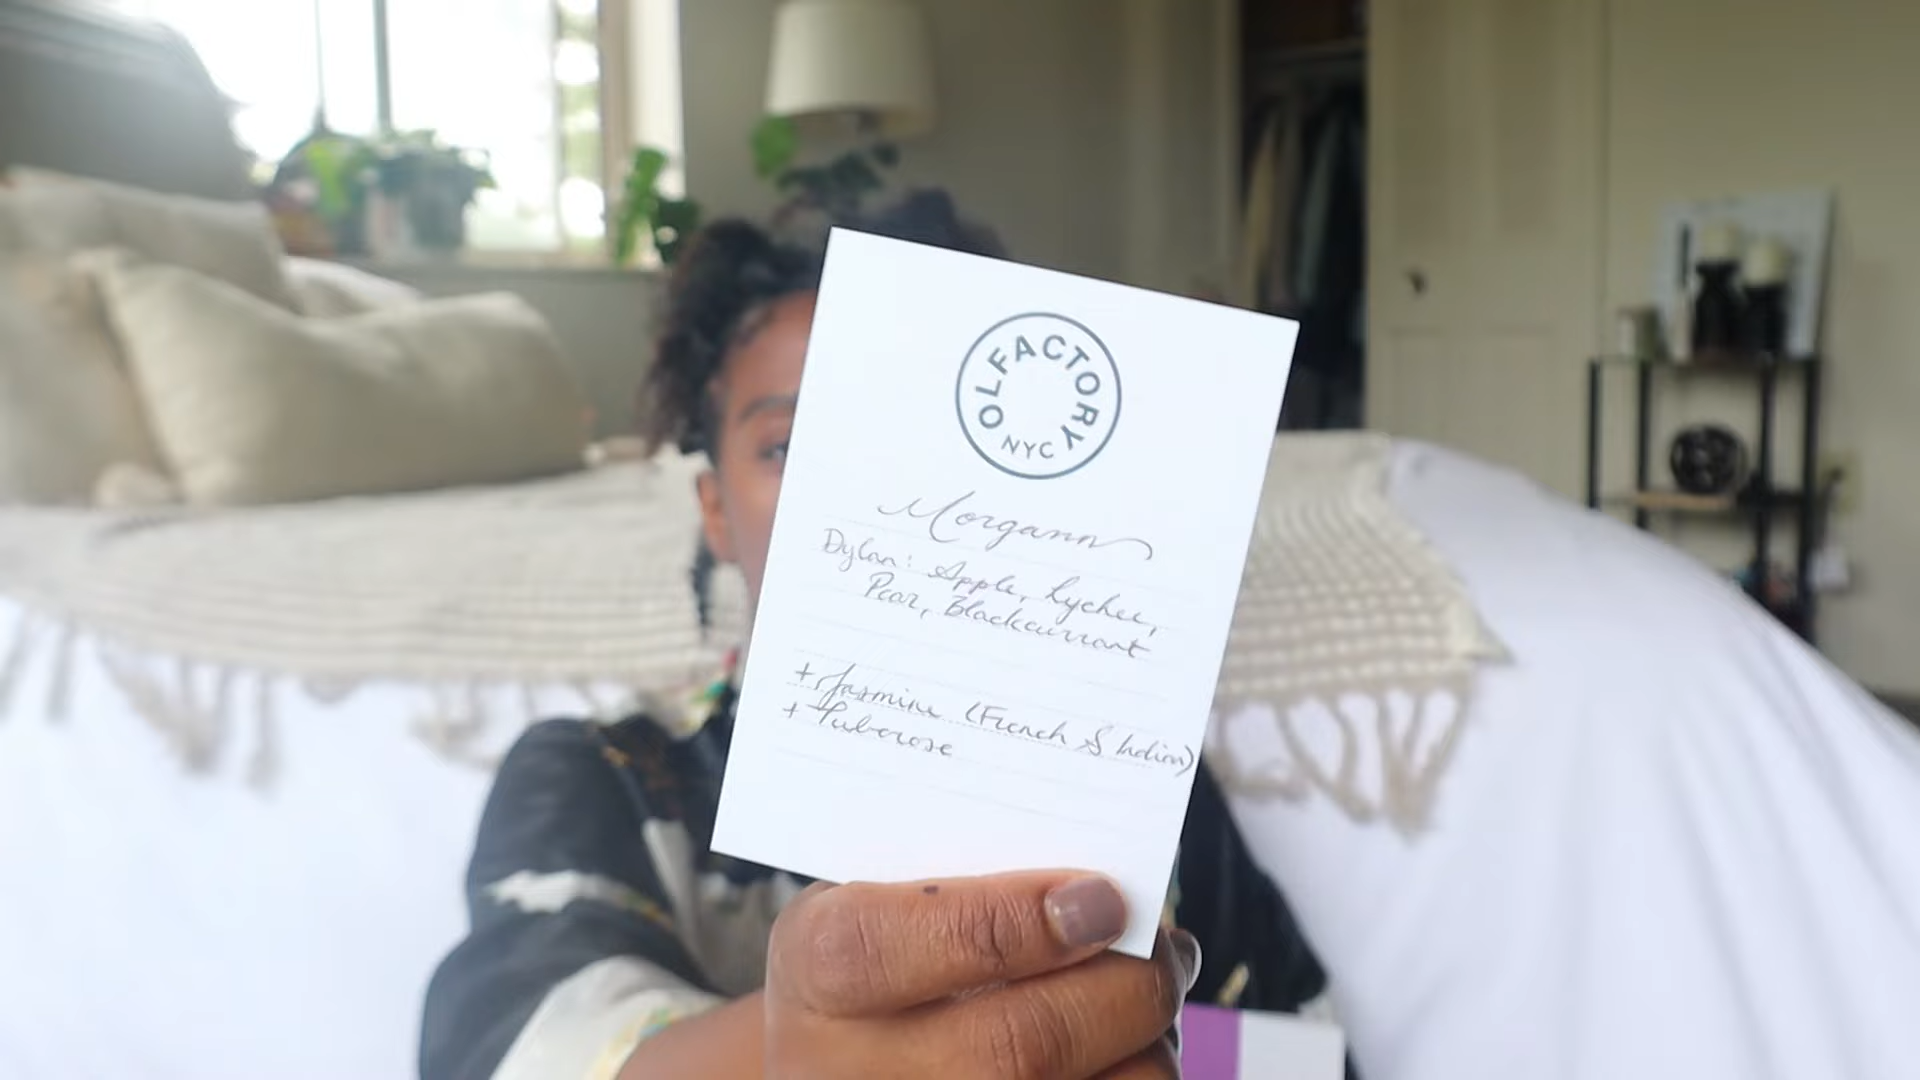 OLFACTORY
NYC
Morgann
Dylan: Apple, Lychee,
Pear, Blackcurrant
+ Jasmine (French & Indian)
+ Tuberose